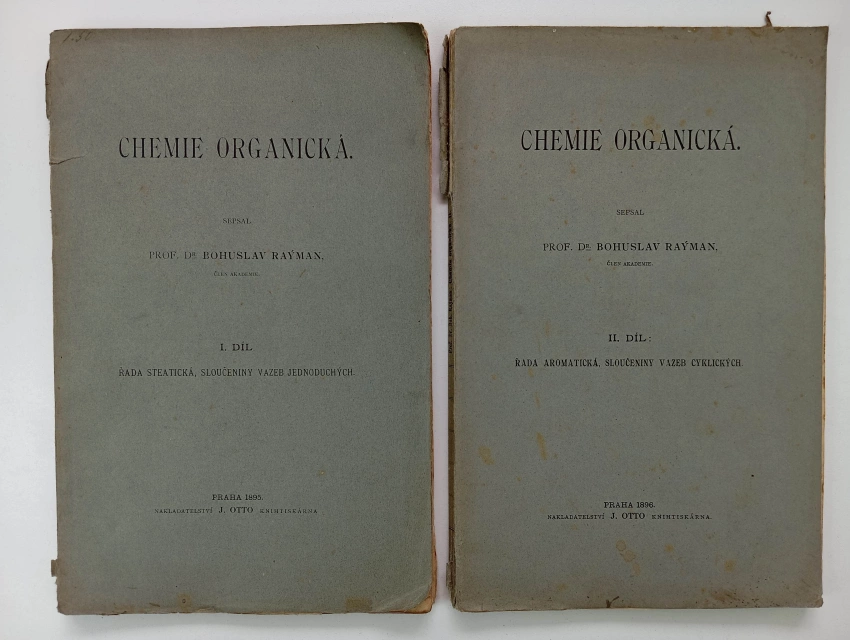 CHEMIE ORGANICKÁ.
SEPSAL
PROF. DR. BOHUSLAV RAÝMAN,
ČLEN AKADEMIE.
I. DÍL
ŘADA STEATICKÁ, SLOUČENINY VAZEB JEDNODUCHÝCH.
PRAHA 1895.
NAKLADATELSTVÍ J. OTTO KNIHTISKÁRNA
CHEMIE ORGANICKÁ.
SEPSAL
PROF. DR. BOHUSLAV RAÝMAN,
ČLEN AKADEMIE.
II. DÍL:
ŘADA AROMATICKÁ, SLOUČENINY VAZEB CYKLICKÝCH
PRAHA 1896.
NAKLADATELSTVÍ J. OTTO KNIHTISKÁRNA.